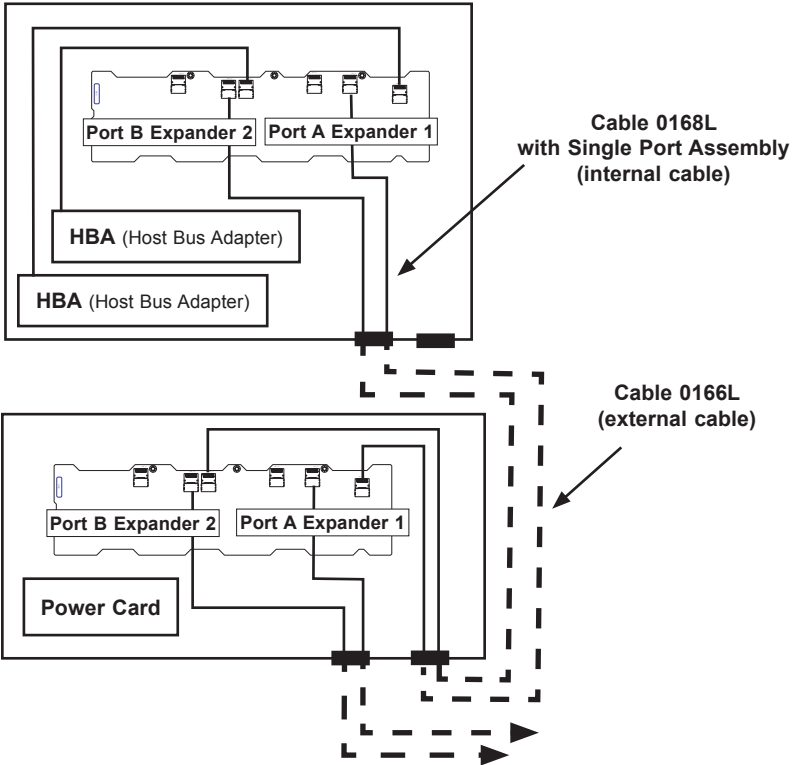 Port B Expander 2
Port A Expander 1
Cable 0168L
with Single Port Assembly
(internal cable)
HBA (Host Bus Adapter)
HBA (Host Bus Adapter)
Cable 0166L
(external cable)
Port B Expander 2
Port A Expander 1
Power Card